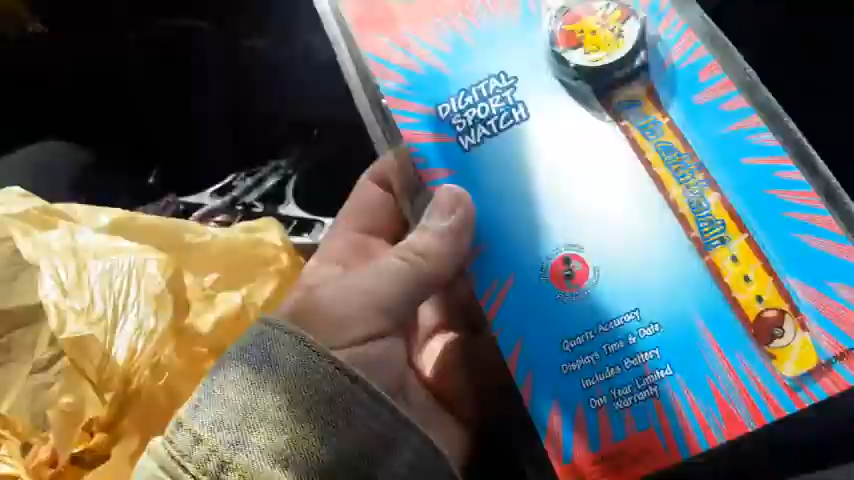 DIGITAL
SPORT
WATCH
Quartz Accuracy
Displays Time & Date
Includes Battery
One Year Limited
Warranty